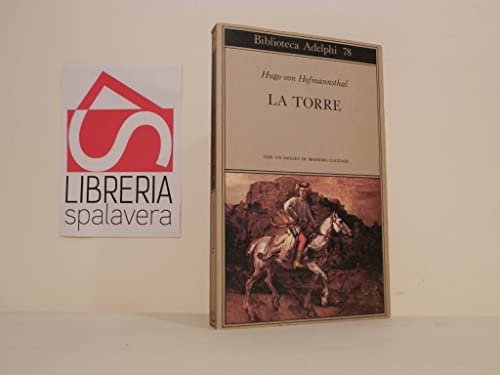 LIBRERIA
spalavera
Biblioteca Adelphi 78
Hugo von Hofmannsthal
LA TORRE
CON UN SAGGIO DI MASSIMO CACCIARI